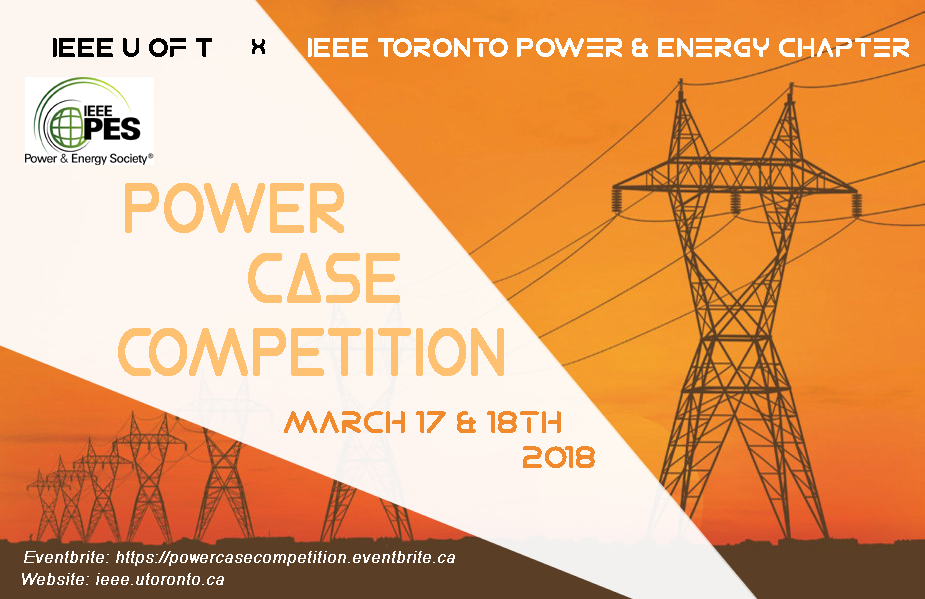 IEEE U OF T X IEEE TORONTO POWER & ENERGY CHAPTER
IEEE
PES
Power & Energy Society®
POWER
CASE
COMPETITION
MARCH 17 & 18TH
2018
Eventbrite: https://powercasecompetition.eventbrite.ca
Website: ieee.utoronto.ca